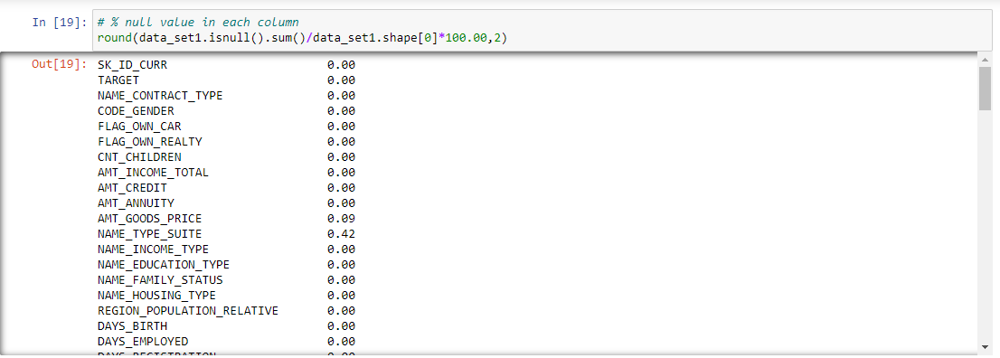 In [19]: # % null value in each column
round(data_set1.isnull().sum()/data_set1.shape[0]*100.00,2)
Out[19]: SK_ID_CURR 0.00
TARGET 0.00
NAME_CONTRACT_TYPE 0.00
CODE_GENDER 0.00
FLAG_OWN_CAR 0.00
FLAG_OWN_REALTY 0.00
CNT_CHILDREN 0.00
AMT_INCOME_TOTAL 0.00
AMT_CREDIT 0.00
AMT_ANNUITY 0.00
AMT_GOODS_PRICE 0.09
NAME_TYPE_SUITE 0.42
NAME_INCOME_TYPE 0.00
NAME_EDUCATION_TYPE 0.00
NAME_FAMILY_STATUS 0.00
NAME_HOUSING_TYPE 0.00
REGION_POPULATION_RELATIVE 0.00
DAYS_BIRTH 0.00
DAYS_EMPLOYED 0.00
DAYS_REGISTRATION 0.00